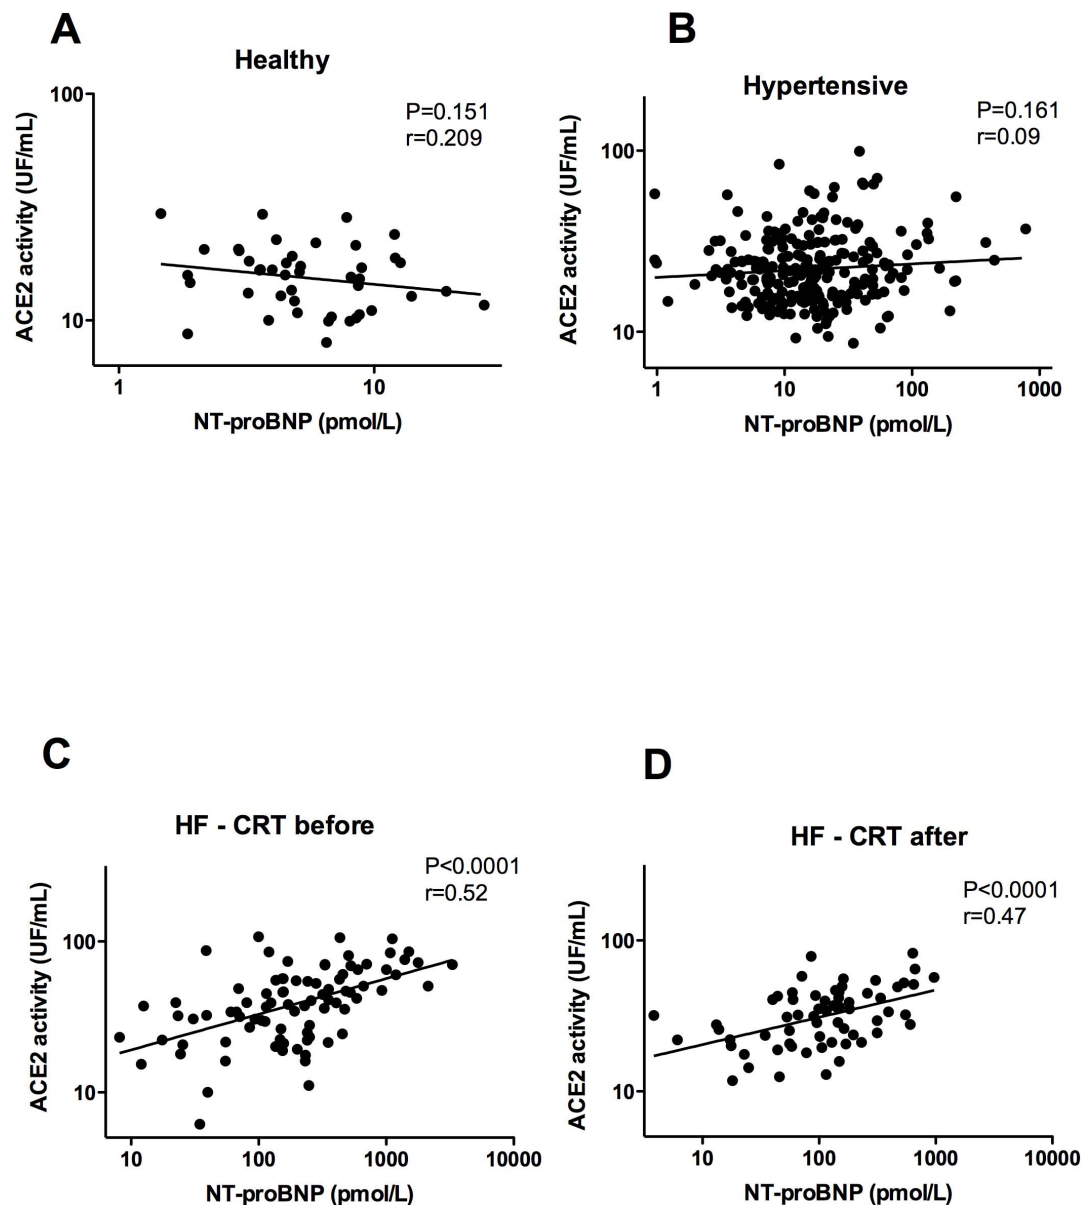 A
Healthy
P=0.151
r=0.209
100
10
1
10
ACE2 activity (UF/mL)
NT-proBNP (pmol/L)
B
Hypertensive
P=0.161
r=0.09
100
10
1
10
100
1000
ACE2 activity (UF/mL)
NT-proBNP (pmol/L)
C
HF - CRT before
P<0.0001
r=0.52
100
10
10
100
1000
10000
ACE2 activity (UF/mL)
NT-proBNP (pmol/L)
D
HF - CRT after
P<0.0001
r=0.47
100
10
10
100
1000
10000
ACE2 activity (UF/mL)
NT-proBNP (pmol/L)